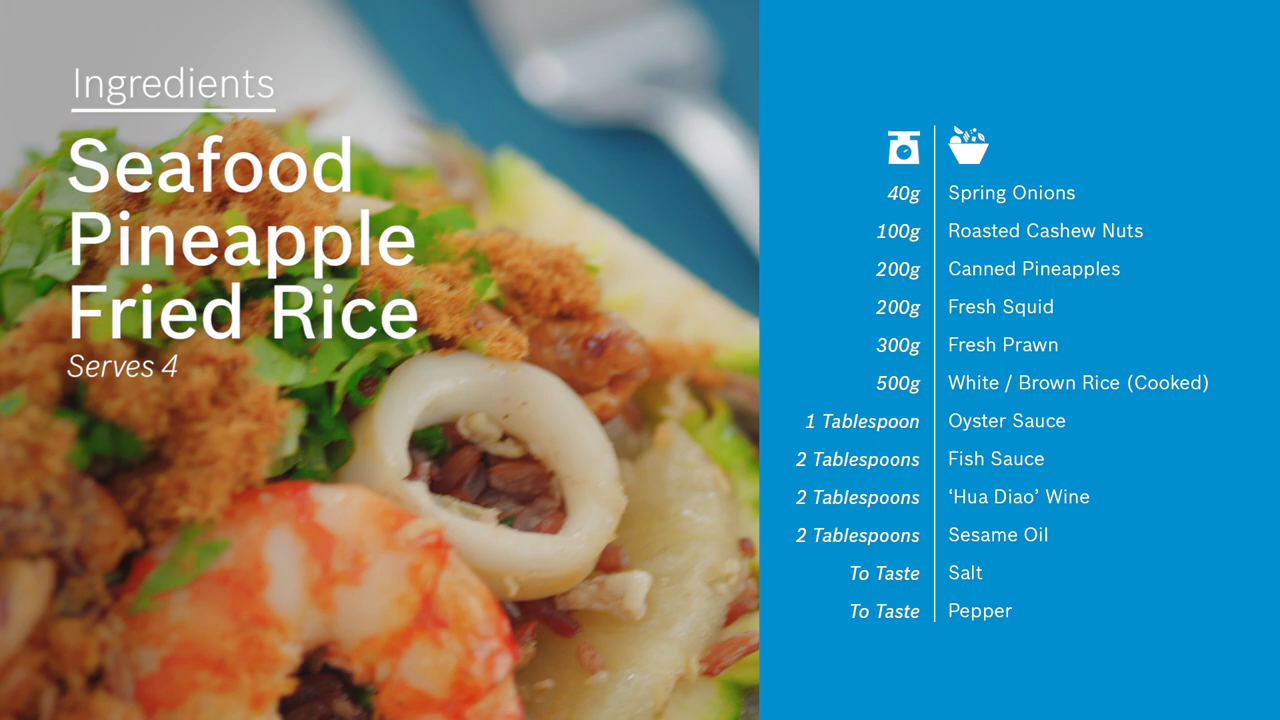 Ingredients
Seafood
Pineapple
Fried Rice
Serves 4
40g Spring Onions
100g Roasted Cashew Nuts
200g Canned Pineapples
200g Fresh Squid
300g Fresh Prawn
500g White / Brown Rice (Cooked)
1 Tablespoon Oyster Sauce
2 Tablespoons Fish Sauce
2 Tablespoons ‘Hua Diao’ Wine
2 Tablespoons Sesame Oil
To Taste Salt
To Taste Pepper